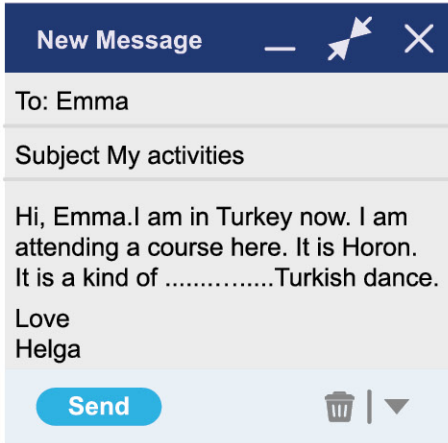 New Message
To: Emma
Subject My activities
Hi, Emma.I am in Turkey now. I am
attending a course here. It is Horon.
It is a kind of ................Turkish dance.
Love
Helga
Send